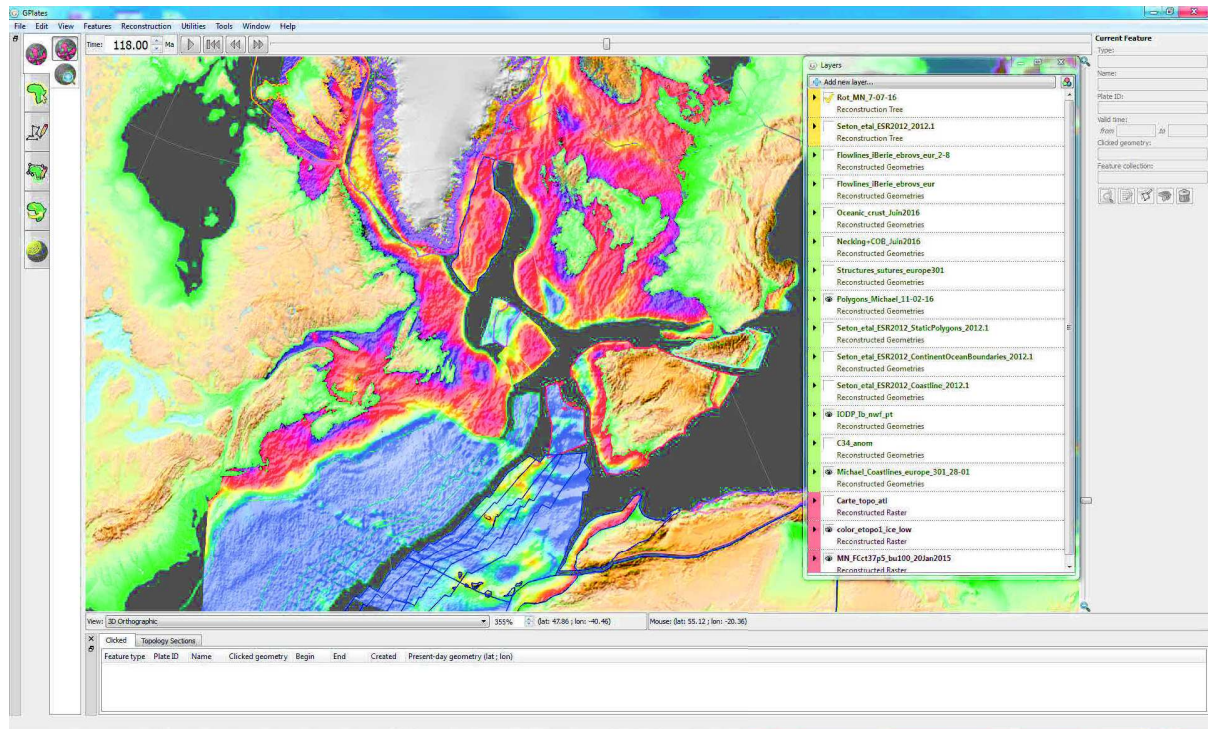 GPlates
File Edit View Features Reconstruction Utilities Tools Window Help
Time: 118.00 Ma
Current Feature
Type:
Name:
Plate ID:
Valid time:
from to
Clicked geometry:
Feature collection:
Layers
Add new layer...
Rot_MN_7-07-16
Reconstruction Tree
Seton_etal_ESR2012_2012.1
Reconstruction Tree
Flowlines_IBerie_ebrovs_eur_2-8
Reconstructed Geometries
Flowlines_IBerie_ebrovs_eur
Reconstructed Geometries
Oceanic_crust_Juin2016
Reconstructed Geometries
Necking+COB_Juin2016
Reconstructed Geometries
Structures_sutures_europe301
Reconstructed Geometries
Polygons_Michael_11-02-16
Reconstructed Geometries
Seton_etal_ESR2012_StaticPolygons_2012.1
Reconstructed Geometries
Seton_etal_ESR2012_ContinentOceanBoundaries_2012.1
Reconstructed Geometries
Seton_etal_ESR2012_Coastline_2012.1
Reconstructed Geometries
IODP_Ib_nwf_pt
Reconstructed Geometries
C34_anom
Reconstructed Geometries
Michael_Coastlines_europe_301_28-01
Reconstructed Geometries
Carte_topo_atl
Reconstructed Raster
color_etopo1_ice_low
Reconstructed Raster
MN_FCct37p5_bu100_20Jan2015
Reconstructed Raster
View: 3D Orthographic 355% (lat: 47.86 ; lon: -40.46) Mouse: (lat: 55.12 ; lon: -20.36)
Clicked Topology Sections
Feature type Plate ID Name Clicked geometry Begin End Created Present-day geometry (lat ; lon)